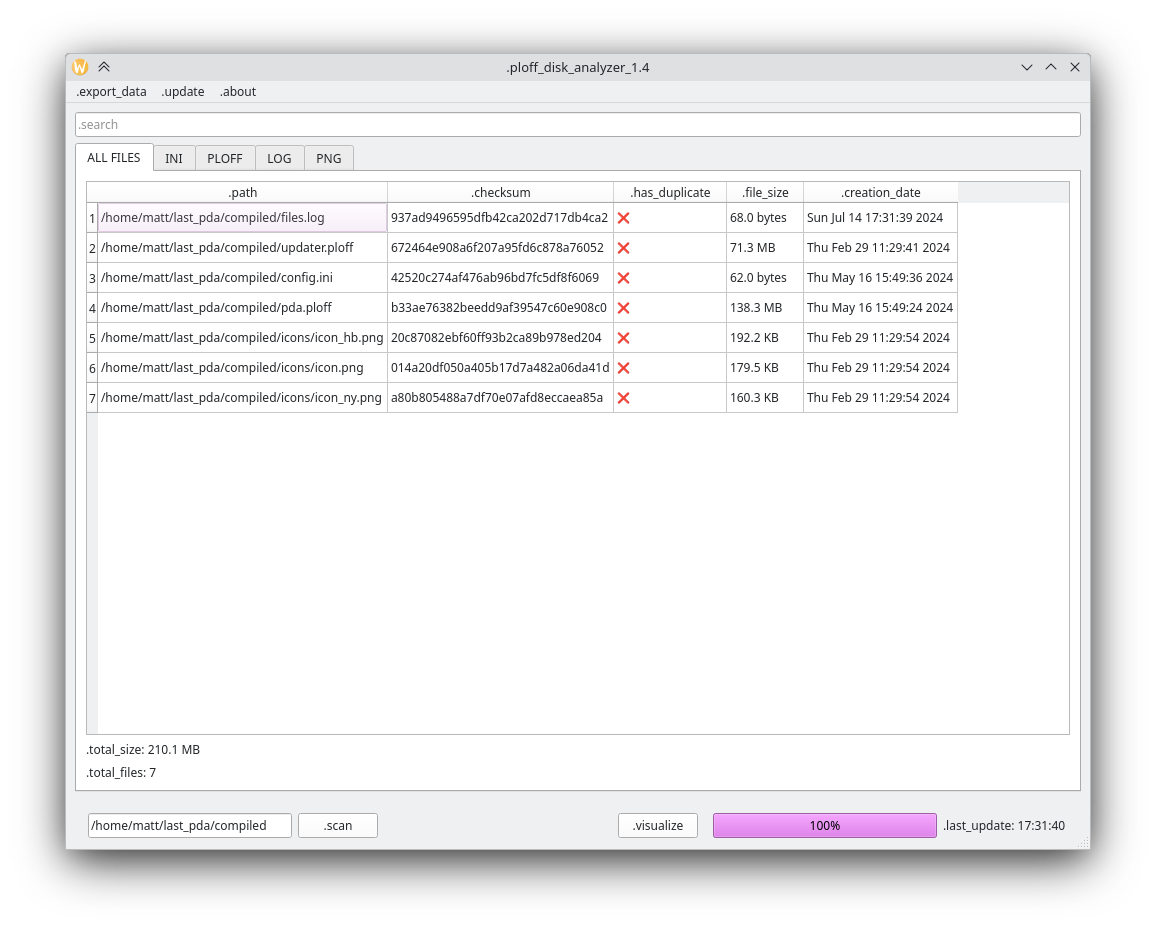 .ploff_disk_analyzer_1.4
.export_data .update .about
.search
ALL FILES INI PLOFF LOG PNG
.path .checksum .has_duplicate .file_size .creation_date
1 /home/matt/last_pda/compiled/files.log 937ad9496595dfb42ca202d717db4ca2 ❌ 68.0 bytes Sun Jul 14 17:31:39 2024
2 /home/matt/last_pda/compiled/updater.ploff 672464e908a6f207a95fd6c878a76052 ❌ 71.3 MB Thu Feb 29 11:29:41 2024
3 /home/matt/last_pda/compiled/config.ini 42520c274af476ab96bd7fc5df8f6069 ❌ 62.0 bytes Thu May 16 15:49:36 2024
4 /home/matt/last_pda/compiled/pda.ploff b33ae76382beedd9af39547c60e908c0 ❌ 138.3 MB Thu May 16 15:49:24 2024
5 /home/matt/last_pda/compiled/icons/icon_hb.png 20c87082ebf60ff93b2ca89b978ed204 ❌ 192.2 KB Thu Feb 29 11:29:54 2024
6 /home/matt/last_pda/compiled/icons/icon.png 014a20df050a405b17d7a482a06da41d ❌ 179.5 KB Thu Feb 29 11:29:54 2024
7 /home/matt/last_pda/compiled/icons/icon_ny.png a80b805488a7df70e07afd8eccaea85a ❌ 160.3 KB Thu Feb 29 11:29:54 2024
.total_size: 210.1 MB
.total_files: 7
/home/matt/last_pda/compiled .scan .visualize 100% .last_update: 17:31:40